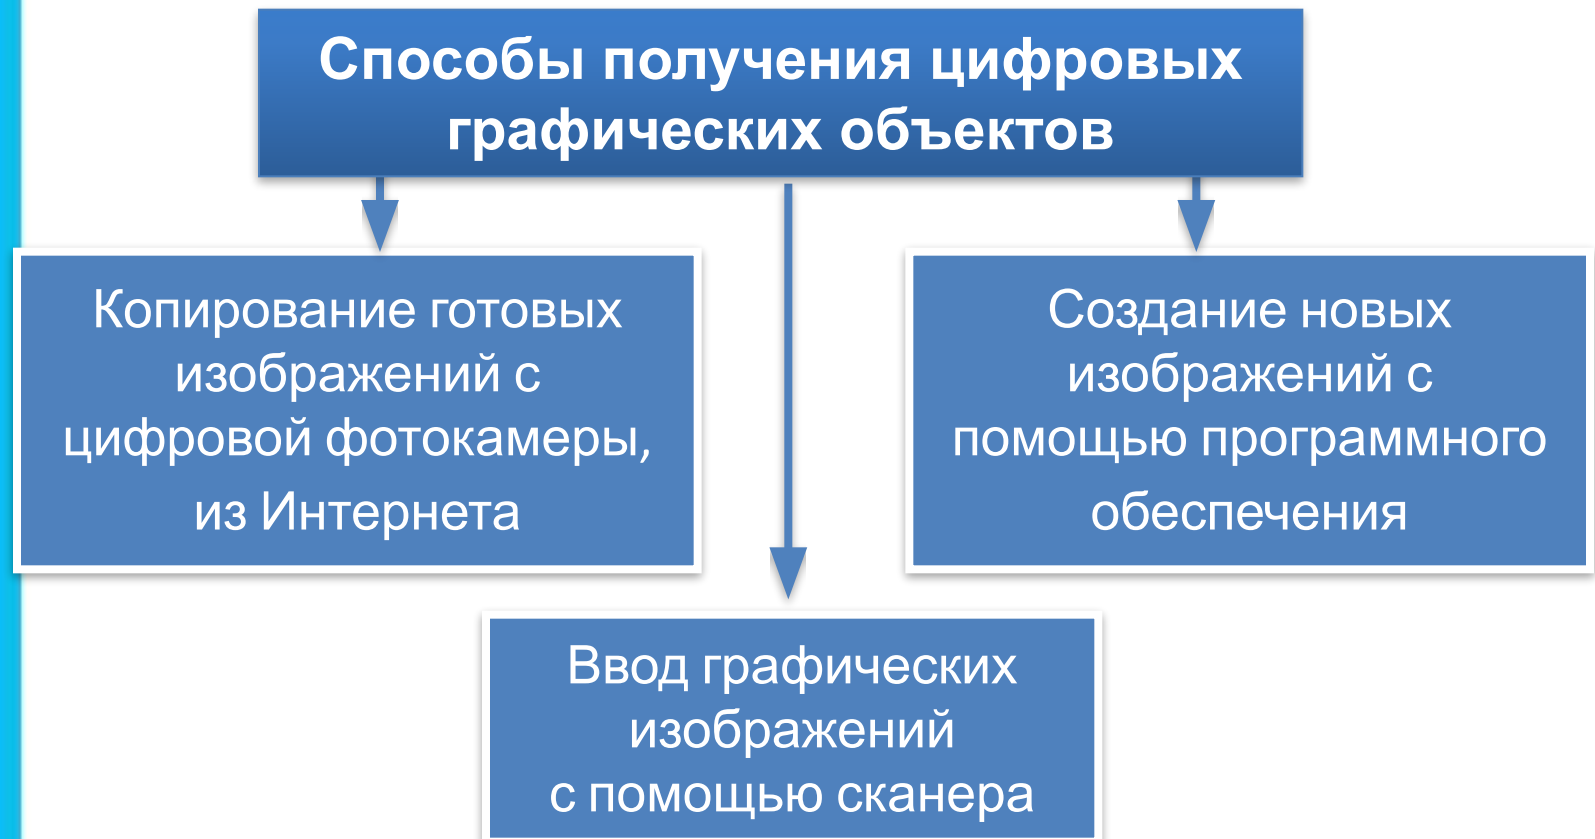 Способы получения цифровых
графических объектов
Копирование готовых
изображений с
цифровой фотокамеры,
из Интернета
Создание новых
изображений с
помощью программного
обеспечения
Ввод графических
изображений
с помощью сканера